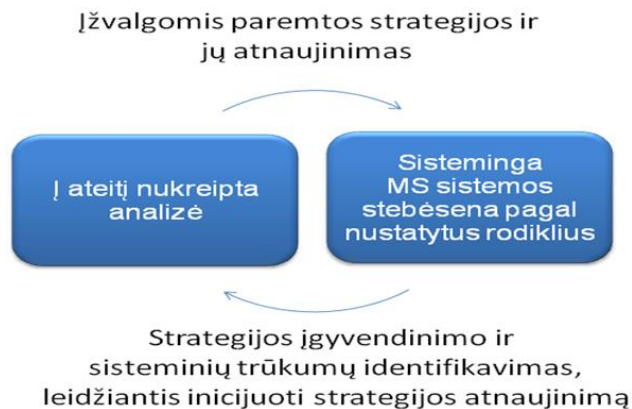 Įžvalgomis paremtos strategijos ir
jų atnaujinimas
Į ateitį nukreipta
analizė
Sisteminga
MS sistemos
stebėsena pagal
nustatytus rodiklius
Strategijos įgyvendinimo ir
sisteminių trūkumų identifikavimas,
leidžiantis inicijuoti strategijos atnaujinimą